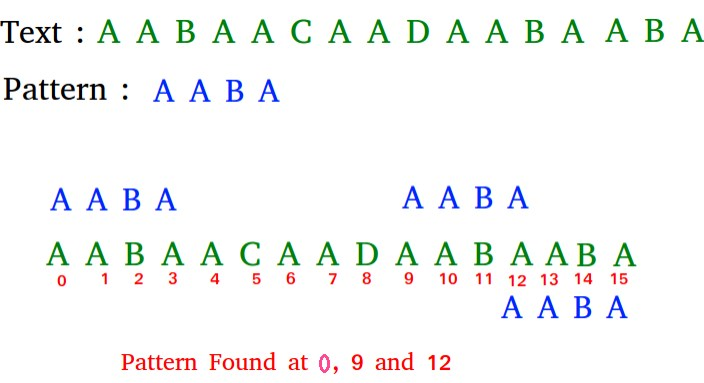 Text : A A B A A C A A D A A B A A B A
Pattern : A A B A
A A B A A A B A
A A B A A C A A D A A B A A B A
0 1 2 3 4 5 6 7 8 9 10 11 12 13 14 15
A A B A
Pattern Found at 0, 9 and 12